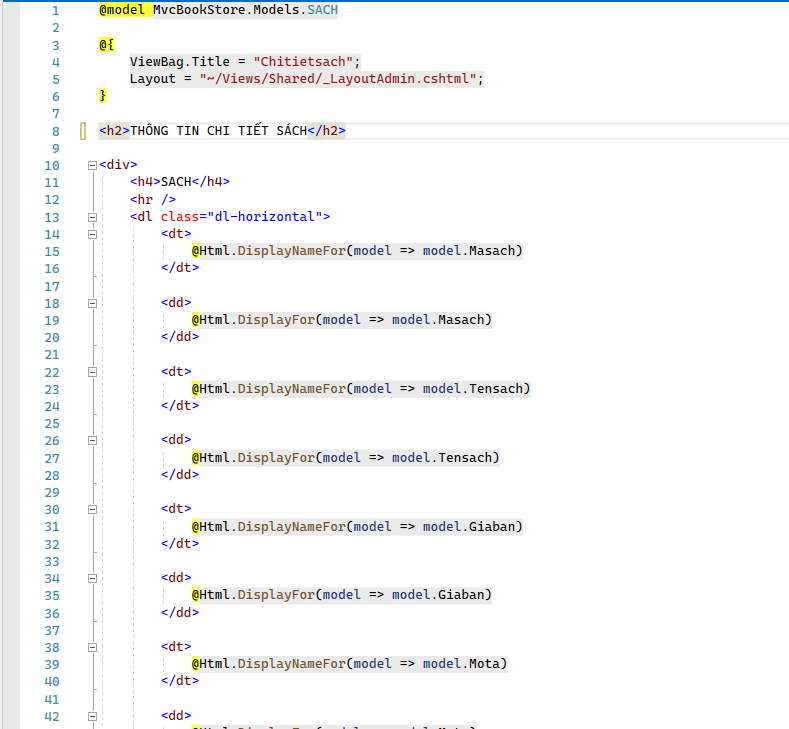 1 @model MvcBookStore.Models.SACH
2
3 @{
4 ViewBag.Title = "Chitietsach";
5 Layout = "~/Views/Shared/_LayoutAdmin.cshtml";
6 }
7
8 <h2>THÔNG TIN CHI TIẾT SÁCH</h2>
9
10 <div>
11 <h4>SACH</h4>
12 <hr />
13 <dl class="dl-horizontal">
14 <dt>
15 @Html.DisplayNameFor(model => model.Masach)
16 </dt>
17
18 <dd>
19 @Html.DisplayFor(model => model.Masach)
20 </dd>
21
22 <dt>
23 @Html.DisplayNameFor(model => model.Tensach)
24 </dt>
25
26 <dd>
27 @Html.DisplayFor(model => model.Tensach)
28 </dd>
29
30 <dt>
31 @Html.DisplayNameFor(model => model.Giaban)
32 </dt>
33
34 <dd>
35 @Html.DisplayFor(model => model.Giaban)
36 </dd>
37
38 <dt>
39 @Html.DisplayNameFor(model => model.Mota)
40 </dt>
41
42 <dd>